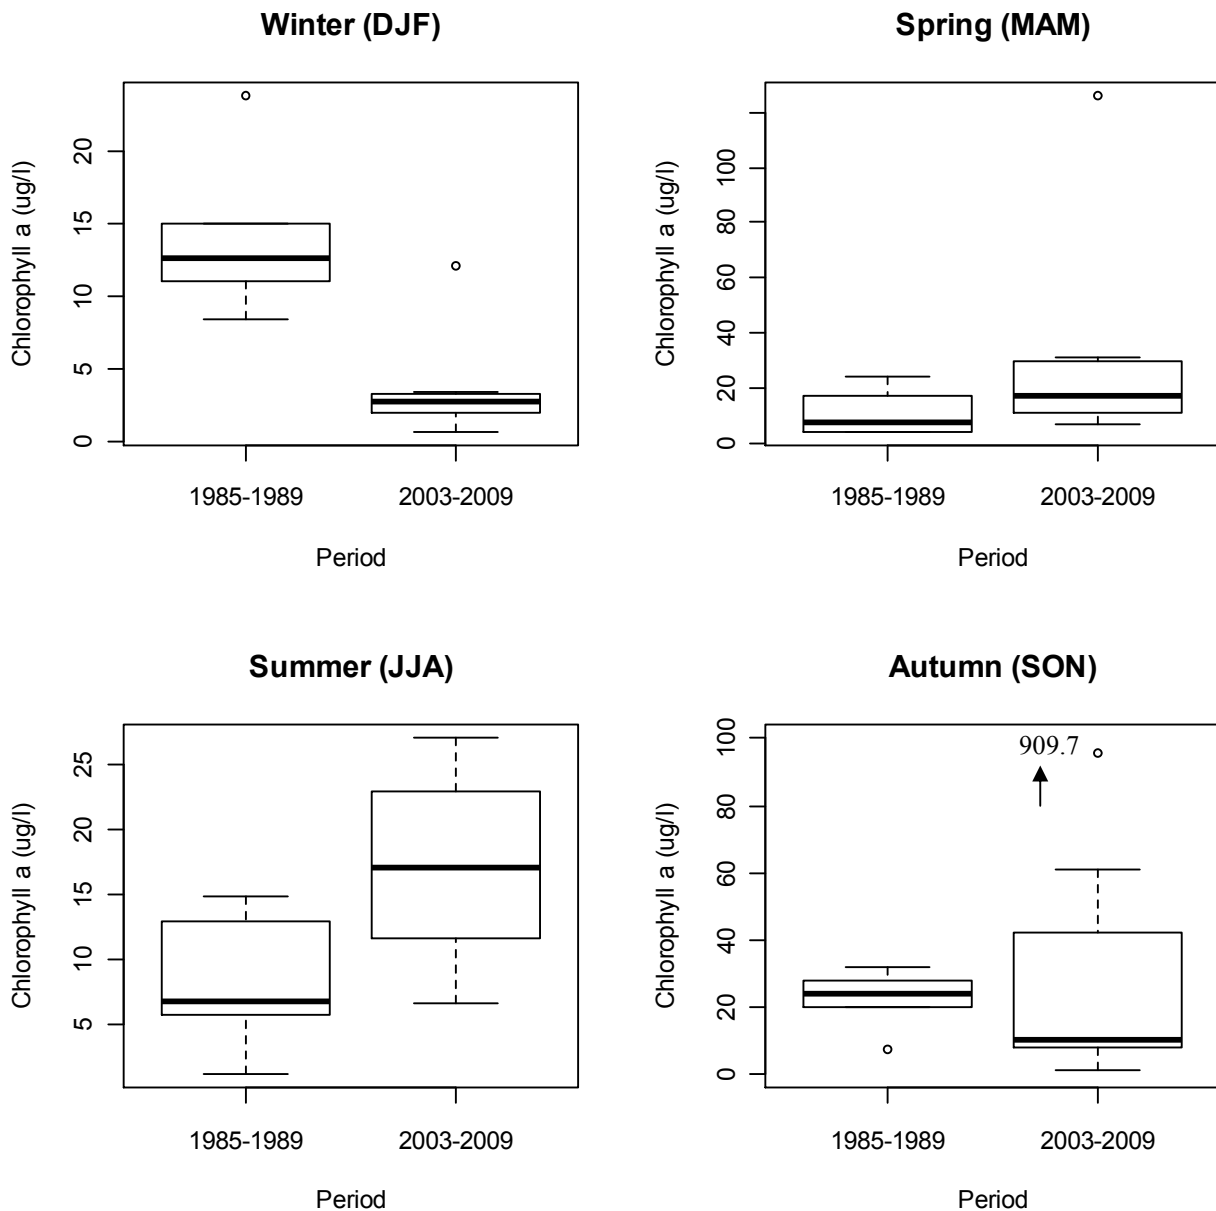 Winter (DJF)
Chlorophyll a (ug/l)
20
15
10
5
0
1985-1989
2003-2009
Period
Spring (MAM)
Chlorophyll a (ug/l)
100
80
60
40
20
0
1985-1989
2003-2009
Period
Summer (JJA)
Chlorophyll a (ug/l)
25
20
15
10
5
1985-1989
2003-2009
Period
Autumn (SON)
Chlorophyll a (ug/l)
100
80
60
40
20
0
909.7
1985-1989
2003-2009
Period